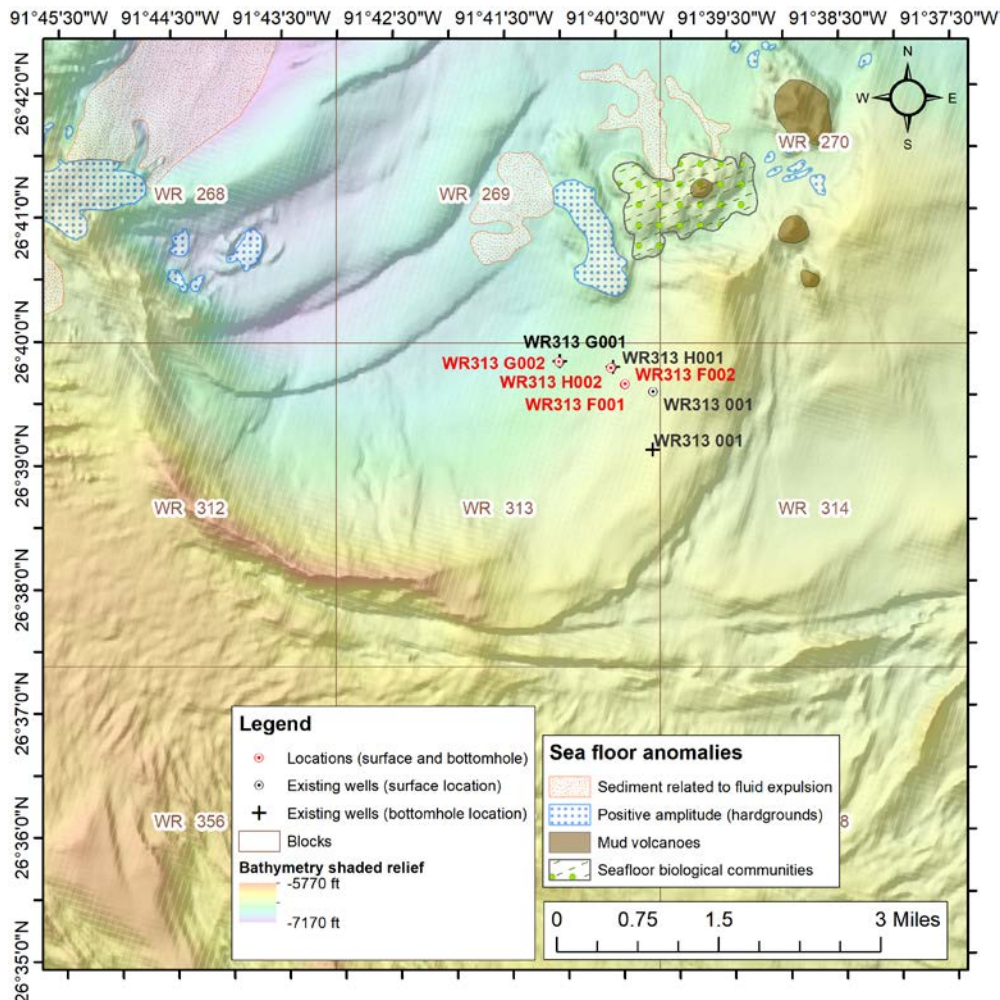 91°45'30"W 91°44'30"W 91°43'30"W 91°42'30"W 91°41'30"W 91°40'30"W 91°39'30"W 91°38'30"W 91°37'30"W
26°42'0"N
26°41'0"N
26°40'0"N
26°39'0"N
26°38'0"N
26°37'0"N
26°36'0"N
26°35'0"N
N
W E
S
WR 270
WR 268
WR 269
WR313 G001
WR313 G002
WR313 H001
WR313 H002
WR313 F002
WR313 F001
WR313 001
WR313 001
WR 312
WR 313
WR 314
WR 356
8
Legend
Locations (surface and bottomhole)
Existing wells (surface location)
Existing wells (bottomhole location)
Blocks
Bathymetry shaded relief
-5770 ft
-7170 ft
Sea floor anomalies
Sediment related to fluid expulsion
Positive amplitude (hardgrounds)
Mud volcanoes
Seafloor biological communities
0 0.75 1.5 3 Miles